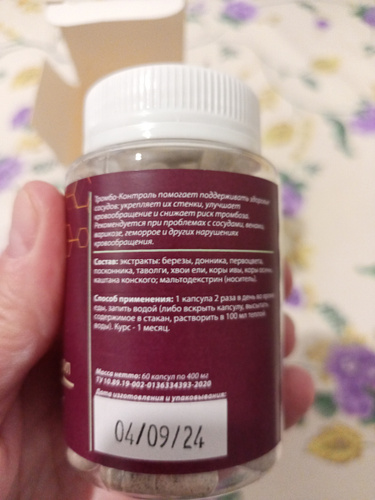 Тромбо-Контроль помогает поддерживать здоровье
сосудов: укрепляет их стенки, улучшает
кровообращение и снижает риск тромбоза.
Рекомендуется при проблемах с сосудами, венами,
варикозе, геморрое и других нарушениях
кровообращения.
Состав: экстракты: березы, донника, первоцвета,
посконника, таволги, хвои ели, коры ивы, коры осины,
каштана конского; мальтодекстрин (носитель).
Способ применения: 1 капсула 2 раза в день во время
еды, запить водой (либо вскрыть капсулу, высыпать
содержимое в стакан, растворить в 100 мл теплой
воды). Курс - 1 месяц.
Масса нетто: 60 капсул по 400 мг
ТУ 10.89.19-002-0136334393-2020
Дата изготовления и упаковывания:
04/09/24